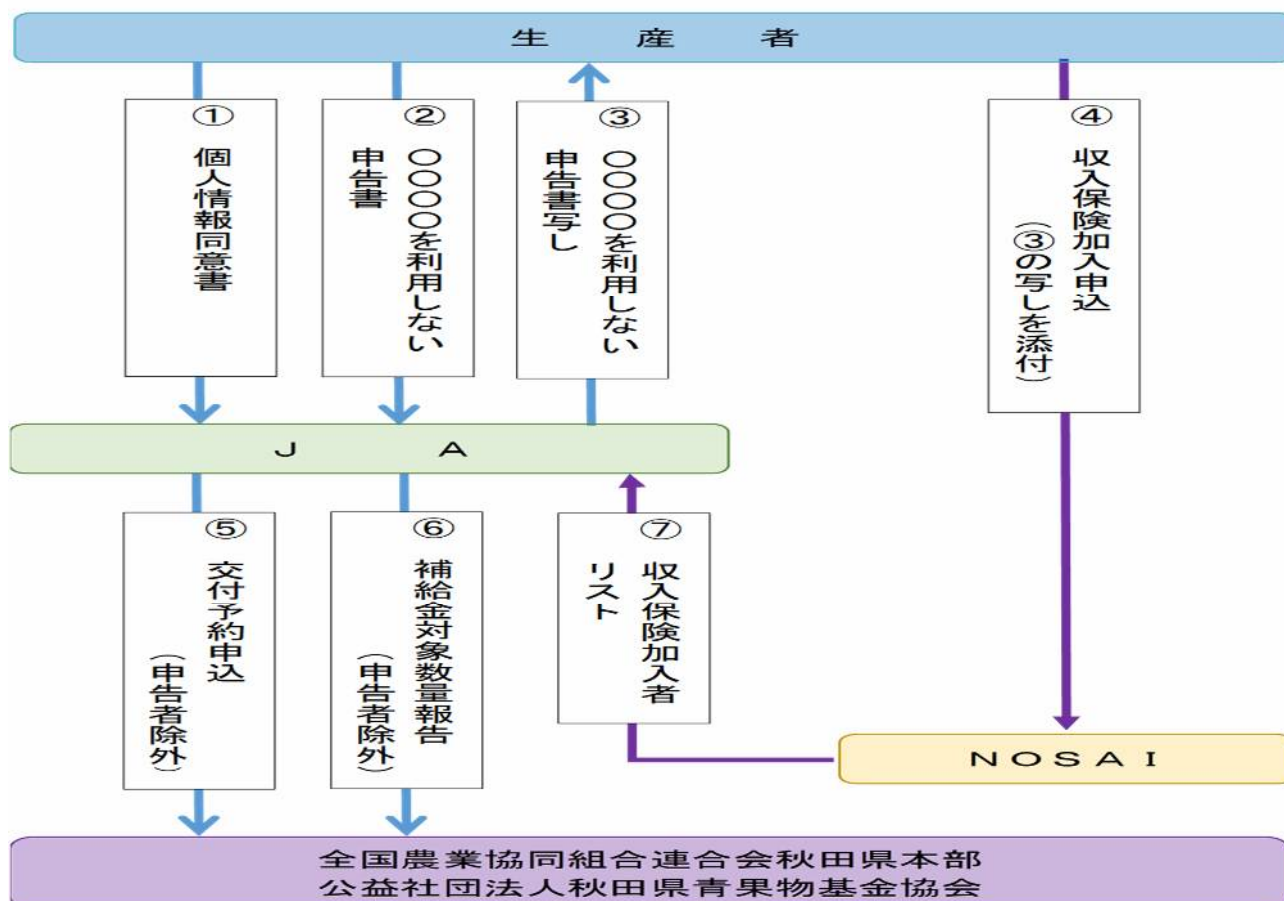 生産者
①個人情報同意書
②〇〇〇〇を利用しない
申告書
③〇〇〇〇を利用しない
申告書写し
④収入保険加入申込
(③の写しを添付)
JA
⑤交付予約申込
(申告者除外)
⑥補給金対象数量報告
(申告者除外)
⑦収入保険加入者
リスト
NOSAI
全国農業協同組合連合会秋田県本部
公益社団法人秋田県青果物基金協会